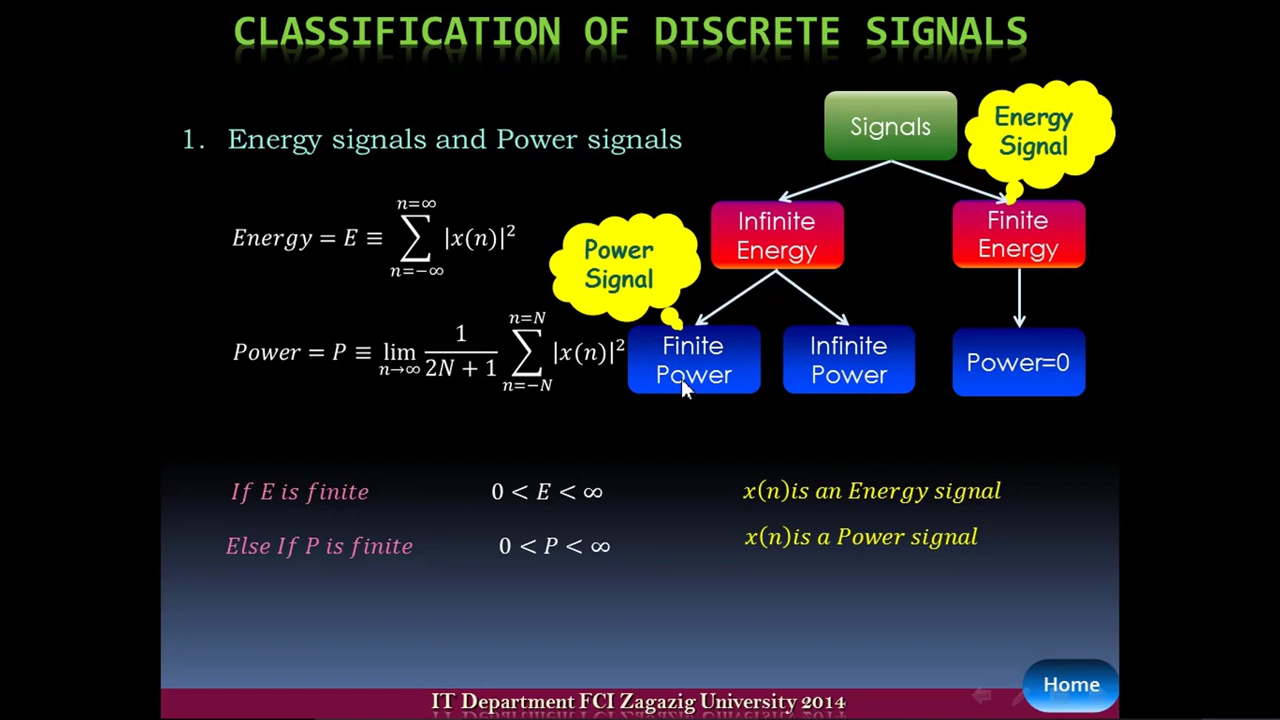 CLASSIFICATION OF DISCRETE SIGNALS
1. Energy signals and Power signals
Signals
Energy
Signal
Infinite
Energy
Finite
Energy
Energy = E ≡ ∑_{n=-∞}^{n=∞} |x(n)|²
Power
Signal
Power = P ≡ lim_{n→∞} 1/(2N + 1) ∑_{n=-N}^{n=N} |x(n)|²
Finite
Power
Infinite
Power
Power=0
If E is finite 0 < E < ∞ x(n)is an Energy signal
Else If P is finite 0 < P < ∞ x(n)is a Power signal
Home
IT Department FCI Zagazig University 2014